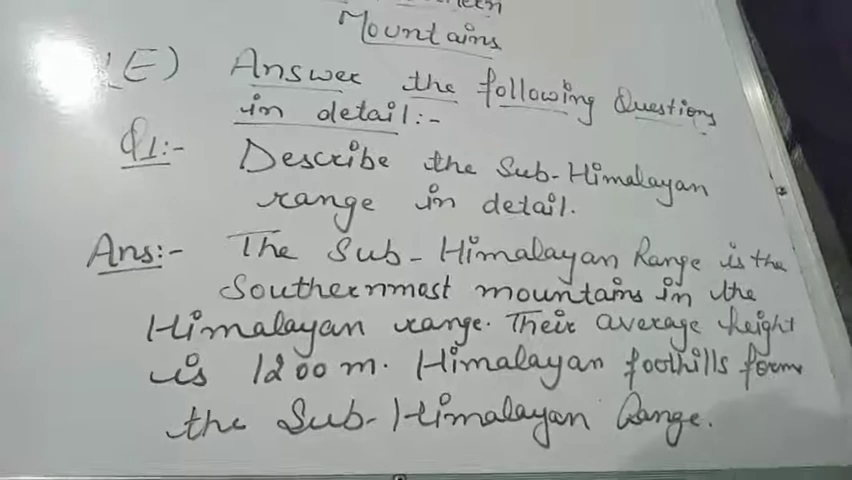 Mountains
(E) Answer the following Questions
in detail:-
Q1:- Describe the Sub-Himalayan
range in detail.
Ans:- The Sub-Himalayan Range is the
Southernmost mountains in the
Himalayan range. Their average height
is 1200 m. Himalayan foothills form
the Sub-Himalayan Range.